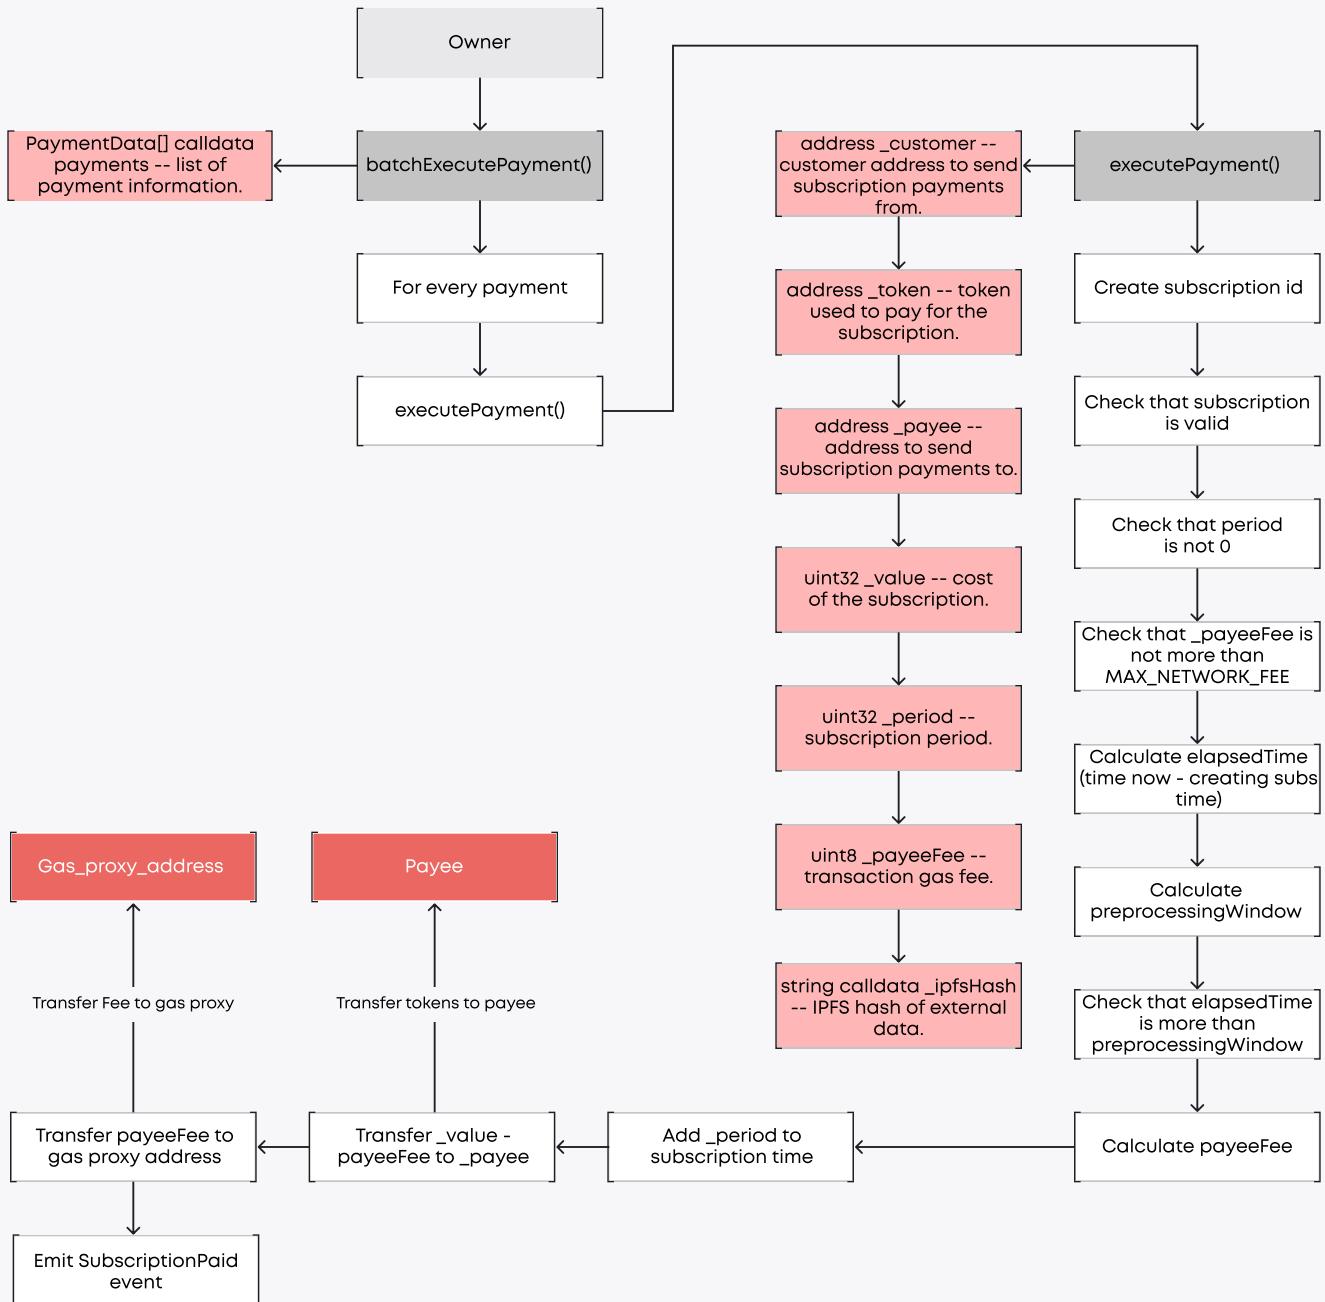 Owner
PaymentData[] calldata
payments -- list of
payment information.
batchExecutePayment()
For every payment
executePayment()
address _customer --
customer address to send
subscription payments
from.
executePayment()
address _token -- token
used to pay for the
subscription.
address _payee --
address to send
subscription payments to.
uint32 _value -- cost
of the subscription.
uint32 _period --
subscription period.
uint8 _payeeFee --
transaction gas fee.
string calldata _ipfsHash
-- IPFS hash of external
data.
Create subscription id
Check that subscription
is valid
Check that period
is not 0
Check that _payeeFee is
not more than
MAX_NETWORK_FEE
Calculate elapsedTime
(time now - creating subs
time)
Calculate
preprocessingWindow
Check that elapsedTime
is more than
preprocessingWindow
Calculate payeeFee
Add _period to
subscription time
Transfer _value -
payeeFee to _payee
Transfer tokens to payee
Payee
Transfer payeeFee to
gas proxy address
Transfer Fee to gas proxy
Gas_proxy_address
Emit SubscriptionPaid
event